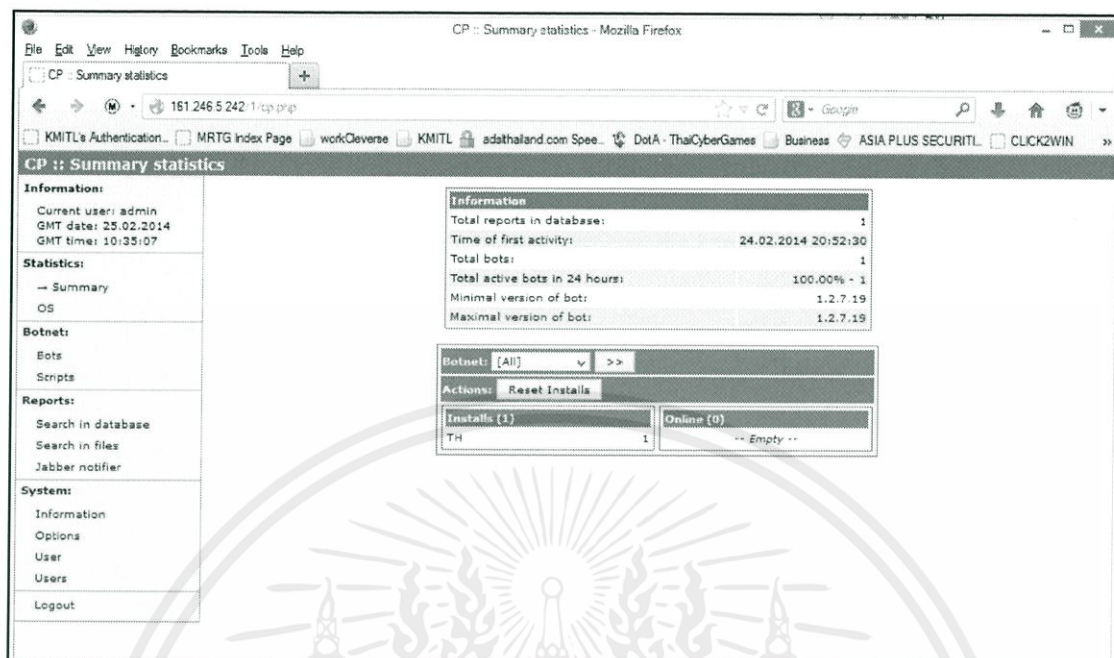 CP :: Summary statistics - Mozilla Firefox
File Edit View History Bookmarks Tools Help
CP :: Summary statistics
161.246.5.242/1/cp.php
Google
KMITL's Authentication... MRTG Index Page workCleverse KMITL adslthailand.com Spee... DotA - ThaiCyberGames Business ASIA PLUS SECURITI... CLICK2WIN »
CP :: Summary statistics
Information:
Current user: admin
GMT date: 25.02.2014
GMT time: 10:35:07
Statistics:
→ Summary
OS
Botnet:
Bots
Scripts
Reports:
Search in database
Search in files
Jabber notifier
System:
Information
Options
User
Users
Logout
Information
Total reports in database: 1
Time of first activity: 24.02.2014 20:52:30
Total bots: 1
Total active bots in 24 hours: 100.00% - 1
Minimal version of bot: 1.2.7.19
Maximal version of bot: 1.2.7.19
Botnet: [All] >>
Actions: Reset Installs
Installs (1) Online (0)
TH 1 -- Empty --